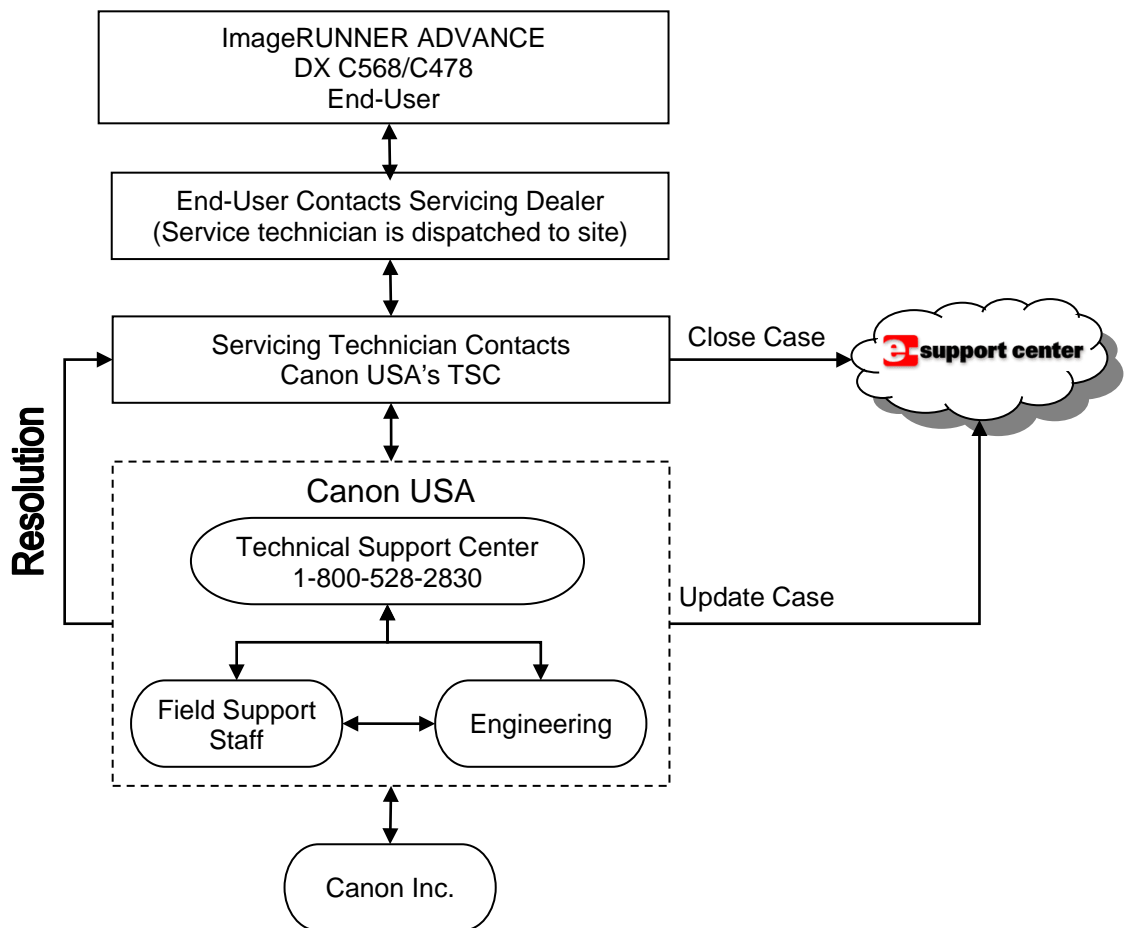 ImageRUNNER ADVANCE
DX C568/C478
End-User
End-User Contacts Servicing Dealer
(Service technician is dispatched to site)
Servicing Technician Contacts
Canon USA's TSC
Close Case
e-support center
Resolution
Canon USA
Technical Support Center
1-800-528-2830
Update Case
Field Support
Staff
Engineering
Canon Inc.